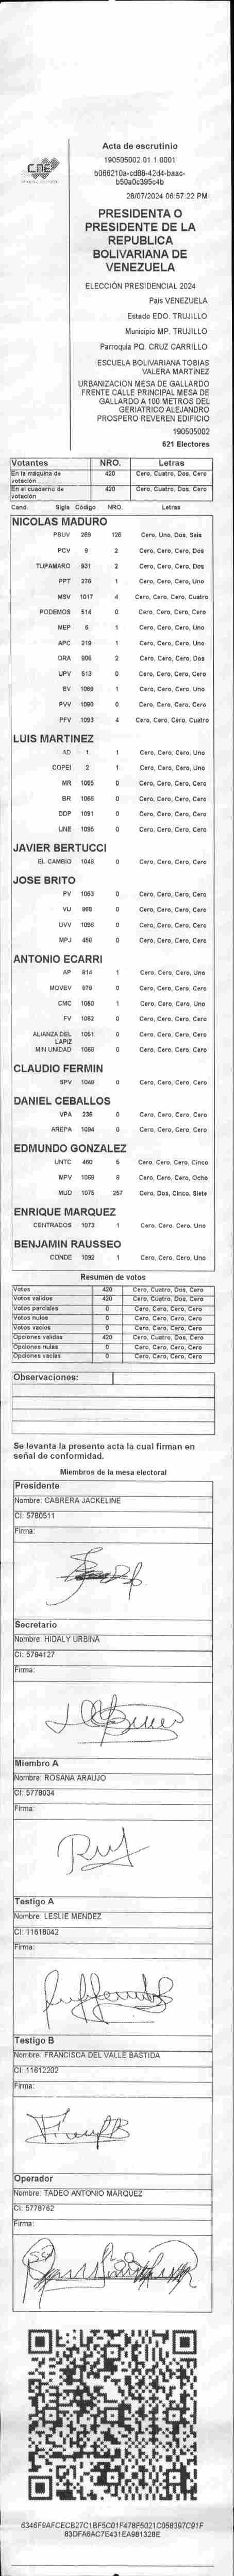 CNE
Acta de escrutinio
190505002.01.1.0001
b066210a-cd88-42d4-baac-
b50a0c395c4b
28/07/2024 06:57:22 PM
PRESIDENTA O
PRESIDENTE DE LA
REPUBLICA
BOLIVARIANA DE
VENEZUELA
ELECCIÓN PRESIDENCIAL 2024
Pais VENEZUELA
Estado EDO. TRUJILLO
Municipio MP. TRUJILLO
Parroquia PQ. CRUZ CARRILLO
ESCUELA BOLIVARIANA TOBIAS
VALERA MARTÍNEZ
URBANIZACION MESA DE GALLARDO
FRENTE CALLE PRINCIPAL MESA DE
GALLARDO A 100 METROS DEL
GERIATRICO ALEJANDRO
PROSPERO REVEREN EDIFICIO
190505002
621 Electores
Votantes NRO. Letras
En la máquina de votación 420 Cero, Cuatro, Dos, Cero
En el cuaderno de votación 420 Cero, Cuatro, Dos, Cero
Cand. Sigla Código NRO. Letras
NICOLAS MADURO
PSUV 269 126 Cero, Uno, Dos, Seis
PCV 9 2 Cero, Cero, Cero, Dos
TUPAMARO 931 2 Cero, Cero, Cero, Dos
PPT 276 1 Cero, Cero, Cero, Uno
MSV 1017 4 Cero, Cero, Cero, Cuatro
PODEMOS 514 0 Cero, Cero, Cero, Cero
MEP 6 1 Cero, Cero, Cero, Uno
APC 219 1 Cero, Cero, Cero, Uno
ORA 906 2 Cero, Cero, Cero, Dos
UPV 513 0 Cero, Cero, Cero, Cero
EV 1089 1 Cero, Cero, Cero, Uno
PVV 1090 0 Cero, Cero, Cero, Cero
PFV 1093 4 Cero, Cero, Cero, Cuatro
LUIS MARTINEZ
AD 1 1 Cero, Cero, Cero, Uno
COPEI 2 1 Cero, Cero, Cero, Uno
MR 1065 0 Cero, Cero, Cero, Cero
BR 1066 0 Cero, Cero, Cero, Cero
DDP 1091 0 Cero, Cero, Cero, Cero
UNE 1095 0 Cero, Cero, Cero, Cero
JAVIER BERTUCCI
EL CAMBIO 1048 0 Cero, Cero, Cero, Cero
JOSE BRITO
PV 1053 0 Cero, Cero, Cero, Cero
VU 968 0 Cero, Cero, Cero, Cero
UVV 1096 0 Cero, Cero, Cero, Cero
MPJ 458 0 Cero, Cero, Cero, Cero
ANTONIO ECARRI
AP 814 1 Cero, Cero, Cero, Uno
MOVEV 979 0 Cero, Cero, Cero, Cero
CMC 1050 1 Cero, Cero, Cero, Uno
FV 1062 0 Cero, Cero, Cero, Cero
ALIANZA DEL LAPIZ 1061 0 Cero, Cero, Cero, Cero
MIN UNIDAD 1068 0 Cero, Cero, Cero, Cero
CLAUDIO FERMIN
SPV 1049 0 Cero, Cero, Cero, Cero
DANIEL CEBALLOS
VPA 236 0 Cero, Cero, Cero, Cero
AREPA 1094 0 Cero, Cero, Cero, Cero
EDMUNDO GONZALEZ
UNTC 460 5 Cero, Cero, Cero, Cinco
MPV 1069 8 Cero, Cero, Cero, Ocho
MUD 1075 257 Cero, Dos, Cinco, Siete
ENRIQUE MARQUEZ
CENTRADOS 1073 1 Cero, Cero, Cero, Uno
BENJAMIN RAUSSEO
CONDE 1092 1 Cero, Cero, Cero, Uno
Resumen de votos
Votos 420 Cero, Cuatro, Dos, Cero
Votos validos 420 Cero, Cuatro, Dos, Cero
Votos parciales 0 Cero, Cero, Cero, Cero
Votos nulos 0 Cero, Cero, Cero, Cero
Votos vacios 0 Cero, Cero, Cero, Cero
Opciones validas 420 Cero, Cuatro, Dos, Cero
Opciones nulas 0 Cero, Cero, Cero, Cero
Opciones vacias 0 Cero, Cero, Cero, Cero
Observaciones:
Se levanta la presente acta la cual firman en
señal de conformidad.
Miembros de la mesa electoral
Presidente
Nombre: CABRERA JACKELINE
CI: 5780511
Firma:
Secretario
Nombre: HIDALY URBINA
CI: 5794127
Firma:
Miembro A
Nombre: ROSANA ARAUJO
CI: 5778034
Firma:
Testigo A
Nombre: LESLIE MENDEZ
CI: 11618042
Firma:
Testigo B
Nombre: FRANCISCA DEL VALLE BASTIDA
CI: 11612202
Firma:
Operador
Nombre: TADEO ANTONIO MARQUEZ
CI: 5778762
Firma:
6346F9AFCECB27C1BF5C01F478F5021C058397C91F
83DFA6AC7E431EA981328E